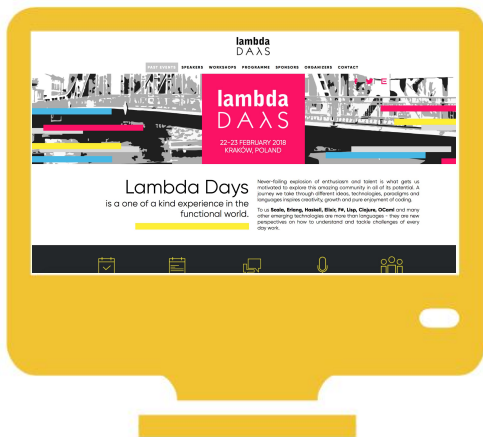 lambda
DAλS
PAST EVENTS SPEAKERS WORKSHOPS PROGRAMME SPONSORS ORGANIZERS CONTACT
lambda
DAλS
22-23 FEBRUARY 2018
KRAKÓW, POLAND
Lambda Days
is a one of a kind experience in the
functional world.
Never-failing explosion of enthusiasm and talent is what gets us
motivated to explore this amazing community in all of its potential. A
journey we take through different ideas, technologies, paradigms and
languages inspires creativity, growth and pure enjoyment of coding.
To us Scala, Erlang, Haskell, Elixir, F#, Lisp, Clojure, OCaml and many
other emerging technologies are more than languages - they are new
perspectives on how to understand and tackle challenges of every
day work.